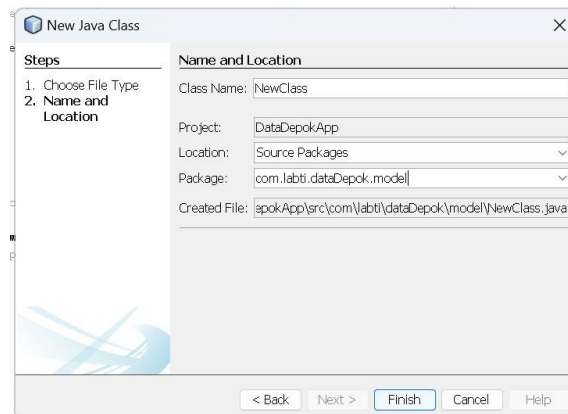 New Java Class
Steps
1. Choose File Type
2. Name and
Location
Name and Location
Class Name: NewClass
Project: DataDepokApp
Location: Source Packages
Package: com.labti.dataDepok.model
Created File: epokApp\src\com\labti\dataDepok\model\NewClass.java
< Back Next > Finish Cancel Help